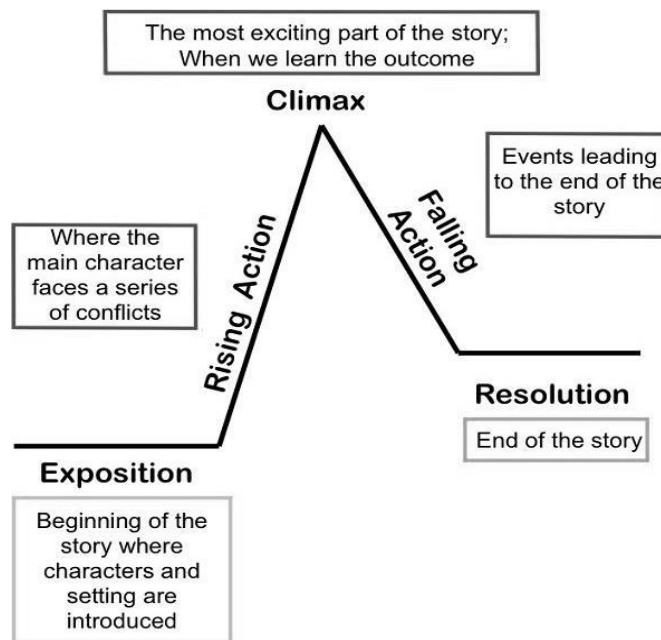 The most exciting part of the story;
When we learn the outcome
Climax
Events leading
to the end of the
story
Falling
Action
Where the
main character
faces a series
of conflicts
Rising Action
Resolution
End of the story
Exposition
Beginning of the
story where
characters and
setting are
introduced